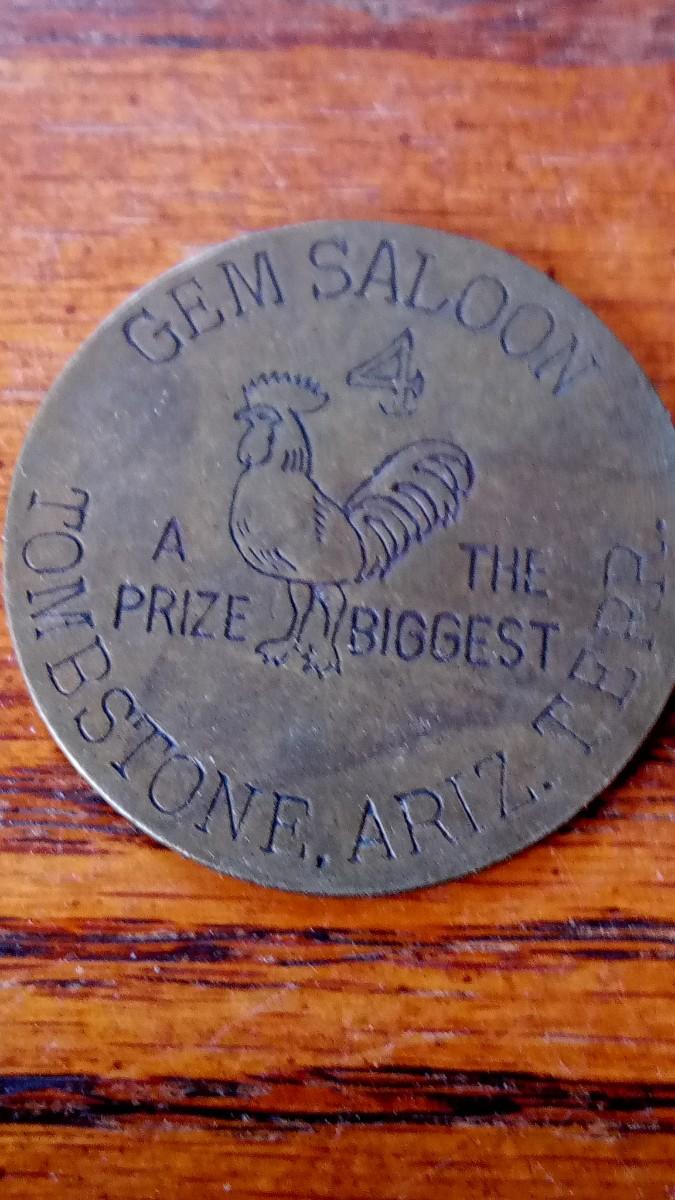 GEM SALOON
4
A
PRIZE
THE
BIGGEST
TOMBSTONE, ARIZ. TERR.